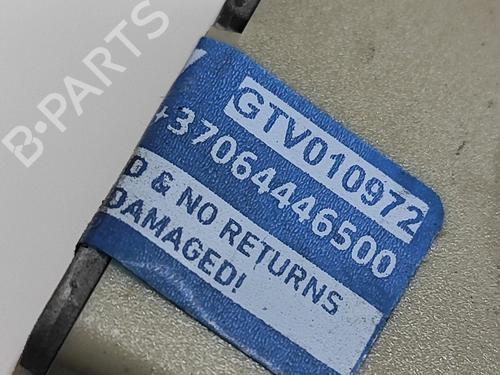 B-PARTS
GTV010972
+37064446500
& NO RETURNS
DAMAGED!